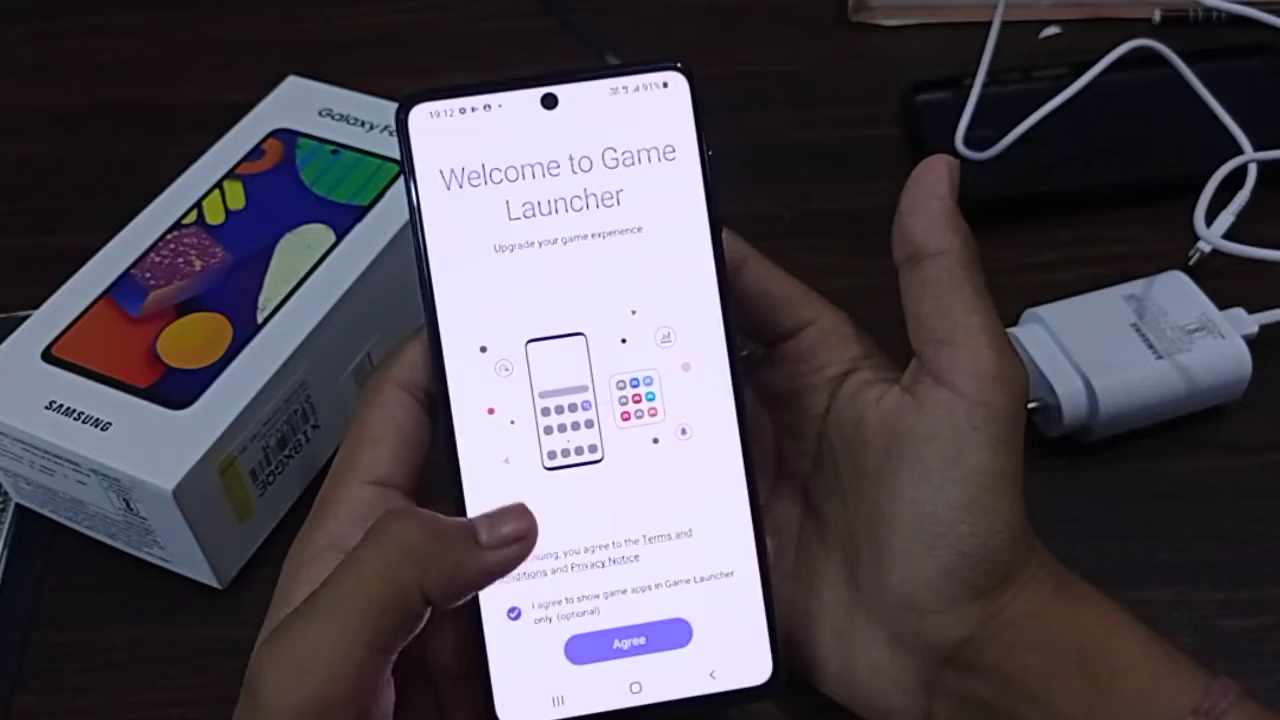 Galaxy F
SAMSUNG
19:12
91%
Welcome to Game
Launcher
Upgrade your game experience.
nuing, you agree to the Terms and
nditions and Privacy Notice
I agree to show game apps in Game Launcher
only. (optional)
Agree
SAMSUNG